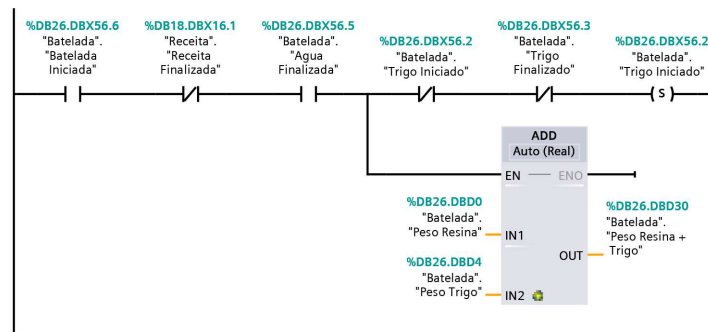 %DB26.DBX56.6
"Batelada".
"Batelada
Iniciada"
%DB18.DBX16.1
"Receita".
"Receita
Finalizada"
%DB26.DBX56.5
"Batelada".
"Agua
Finalizada"
%DB26.DBX56.2
"Batelada".
"Trigo Iniciado"
%DB26.DBX56.3
"Batelada".
"Trigo
Finalizado"
%DB26.DBX56.2
"Batelada".
"Trigo Iniciado"
S
ADD
Auto (Real)
EN
ENO
%DB26.DBD0
"Batelada".
"Peso Resina"
IN1
%DB26.DBD4
"Batelada".
"Peso Trigo"
IN2
OUT
%DB26.DBD30
"Batelada".
"Peso Resina +
Trigo"